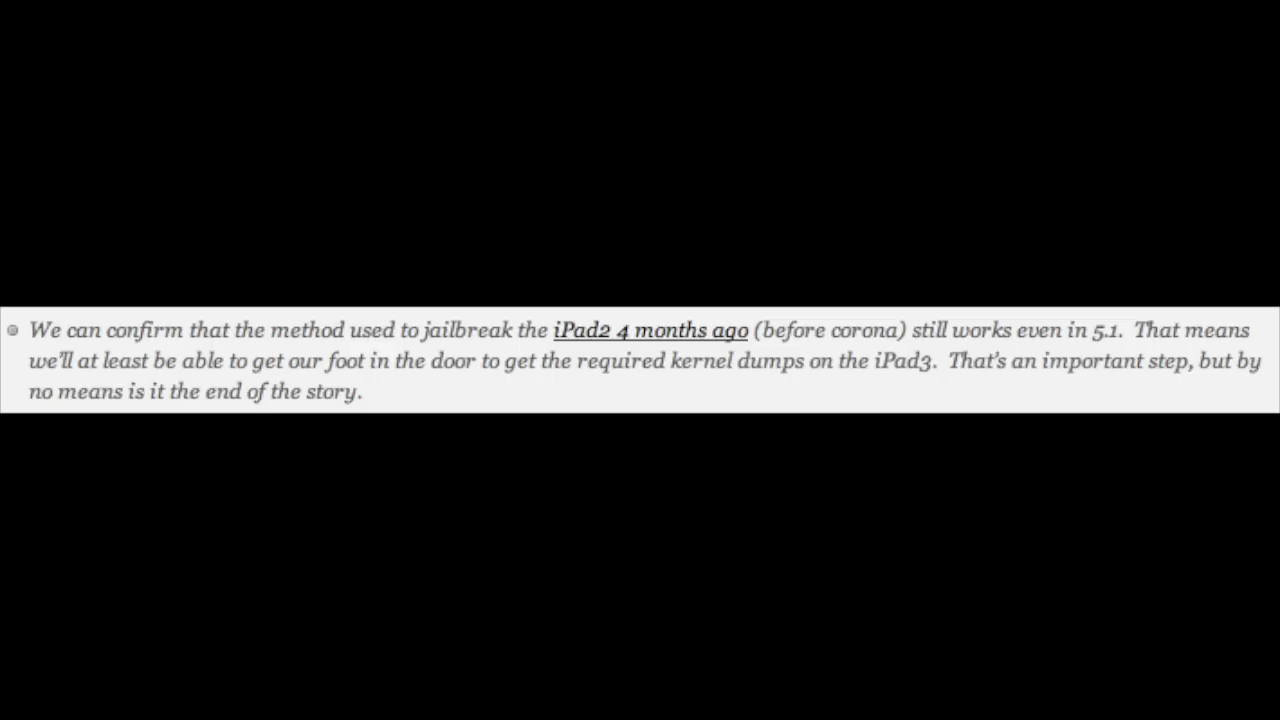 We can confirm that the method used to jailbreak the iPad2 4 months ago (before corona) still works even in 5.1.  That means
we'll at least be able to get our foot in the door to get the required kernel dumps on the iPad3.  That's an important step, but by
no means is it the end of the story.